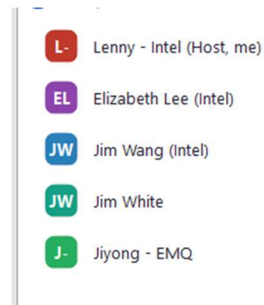 L- Lenny - Intel (Host, me)
EL Elizabeth Lee (Intel)
JW Jim Wang (Intel)
JW Jim White
J- Jiyong - EMQ